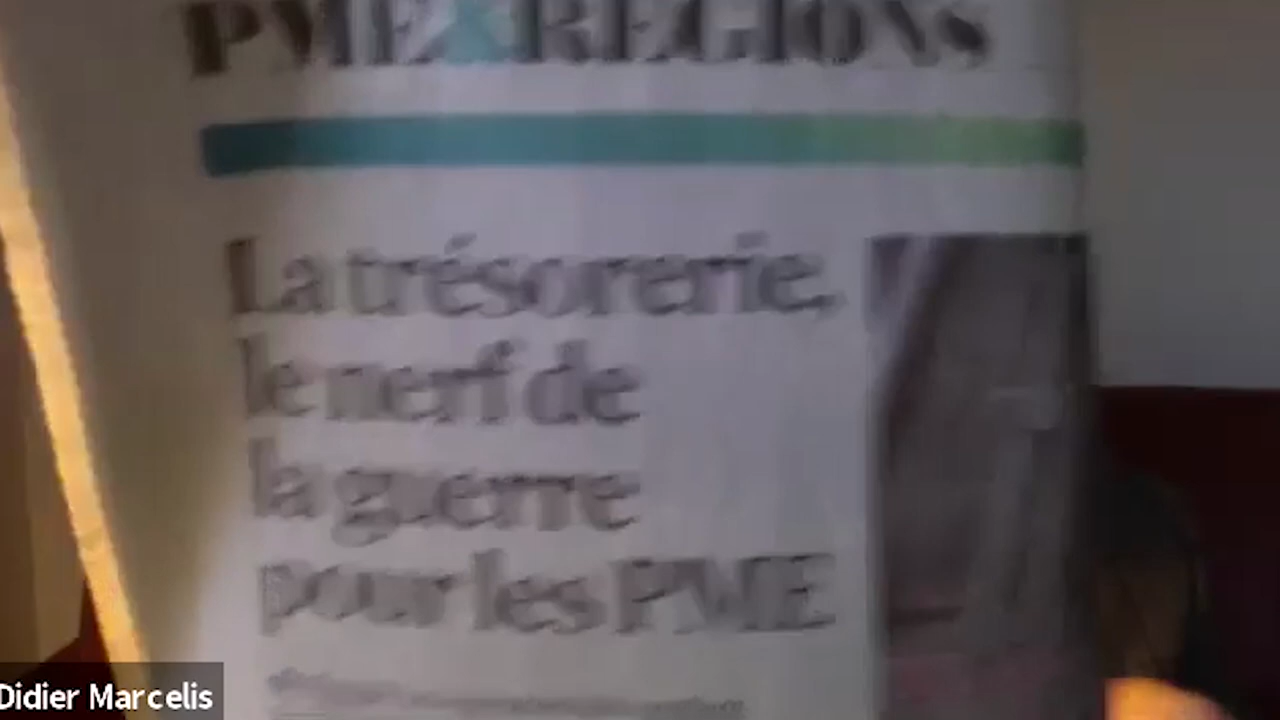 PME&RÉGIONS
La trésorerie,
le nerf de
la guerre
pour les PME
Didier Marcelis